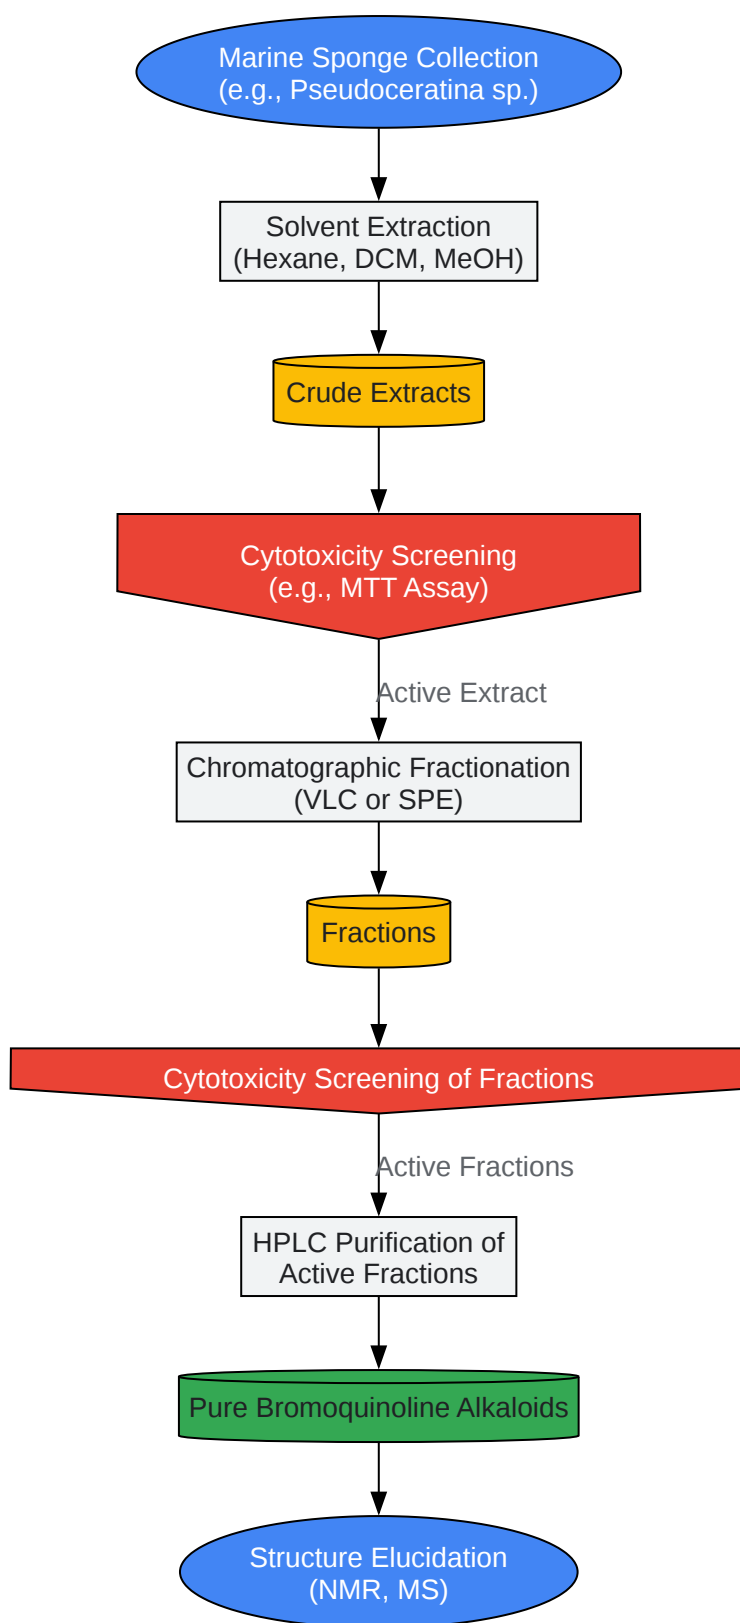 Marine Sponge Collection
(e.g., Pseudoceratina sp.)
Solvent Extraction
(Hexane, DCM, MeOH)
Crude Extracts
Cytotoxicity Screening
(e.g., MTT Assay)
Active Extract
Chromatographic Fractionation
(VLC or SPE)
Fractions
Cytotoxicity Screening of Fractions
Active Fractions
HPLC Purification of
Active Fractions
Pure Bromoquinoline Alkaloids
Structure Elucidation
(NMR, MS)